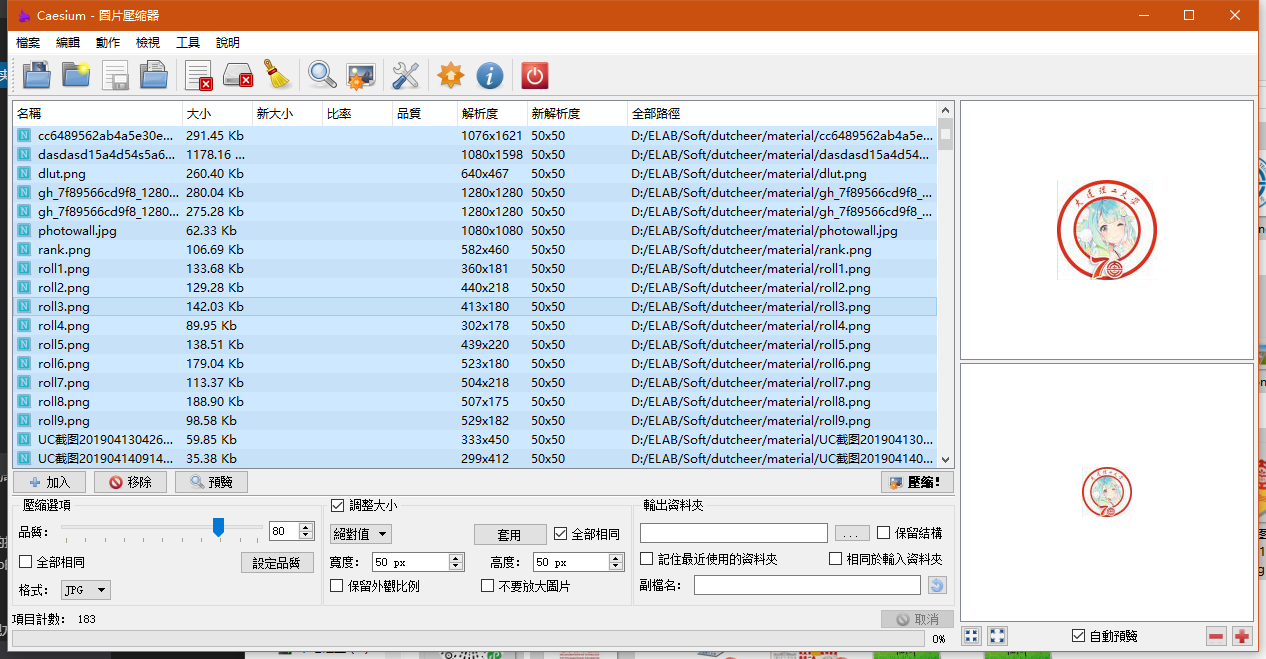 Caesium - 圖片壓縮器
檔案 編輯 動作 檢視 工具 說明
名稱 大小 新大小 比率 品質 解析度 新解析度 全部路徑
cc6489562ab4a5e30e... 291.45 Kb 1076x1621 50x50 D:/ELAB/Soft/dutcheer/material/cc6489562ab4a5e...
dasdasd15a4d54s5a6... 1178.16 ... 1080x1598 50x50 D:/ELAB/Soft/dutcheer/material/dasdasd15a4d54...
dlut.png 260.40 Kb 640x467 50x50 D:/ELAB/Soft/dutcheer/material/dlut.png
gh_7f89566cd9f8_1280... 280.04 Kb 1280x1280 50x50 D:/ELAB/Soft/dutcheer/material/gh_7f89566cd9f8_...
gh_7f89566cd9f8_1280... 275.28 Kb 1280x1280 50x50 D:/ELAB/Soft/dutcheer/material/gh_7f89566cd9f8_...
photowall.jpg 62.33 Kb 1080x1080 50x50 D:/ELAB/Soft/dutcheer/material/photowall.jpg
rank.png 106.69 Kb 582x460 50x50 D:/ELAB/Soft/dutcheer/material/rank.png
roll1.png 133.68 Kb 360x181 50x50 D:/ELAB/Soft/dutcheer/material/roll1.png
roll2.png 129.28 Kb 440x218 50x50 D:/ELAB/Soft/dutcheer/material/roll2.png
roll3.png 142.03 Kb 413x180 50x50 D:/ELAB/Soft/dutcheer/material/roll3.png
roll4.png 89.95 Kb 302x178 50x50 D:/ELAB/Soft/dutcheer/material/roll4.png
roll5.png 138.51 Kb 439x220 50x50 D:/ELAB/Soft/dutcheer/material/roll5.png
roll6.png 179.04 Kb 523x180 50x50 D:/ELAB/Soft/dutcheer/material/roll6.png
roll7.png 113.37 Kb 504x218 50x50 D:/ELAB/Soft/dutcheer/material/roll7.png
roll8.png 188.90 Kb 507x175 50x50 D:/ELAB/Soft/dutcheer/material/roll8.png
roll9.png 98.58 Kb 529x182 50x50 D:/ELAB/Soft/dutcheer/material/roll9.png
UC截图201904130426... 59.85 Kb 333x450 50x50 D:/ELAB/Soft/dutcheer/material/UC截图201904130...
UC截图201904140914... 35.38 Kb 299x412 50x50 D:/ELAB/Soft/dutcheer/material/UC截图201904140...
大連理工大学
70
加入 移除 預覽 壓縮!
壓縮選項 調整大小 輸出資料夾
品質: 80 絕對值 套用 全部相同 ... 保留結構
全部相同 設定品質 寬度: 50 px 高度: 50 px 記住最近使用的資料夾 相同於輸入資料夾
格式: JPG 保留外觀比例 不要放大圖片 副檔名:
項目計數: 183 取消
0% 自動預覽